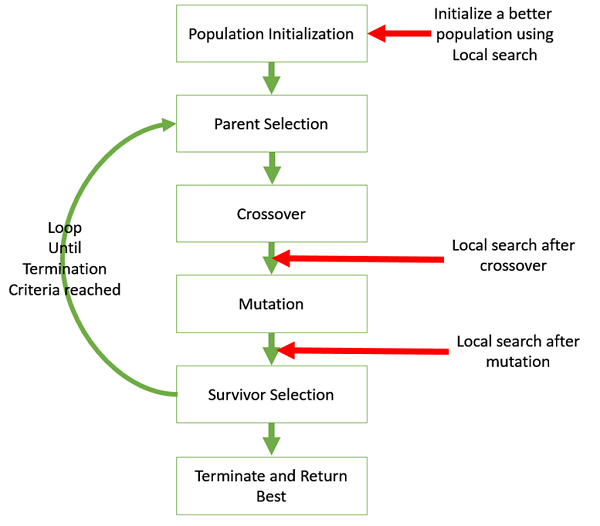 Population Initialization
Initialize a better
population using
Local search
Parent Selection
Crossover
Loop
Until
Termination
Criteria reached
Local search after
crossover
Mutation
Local search after
mutation
Survivor Selection
Terminate and Return
Best